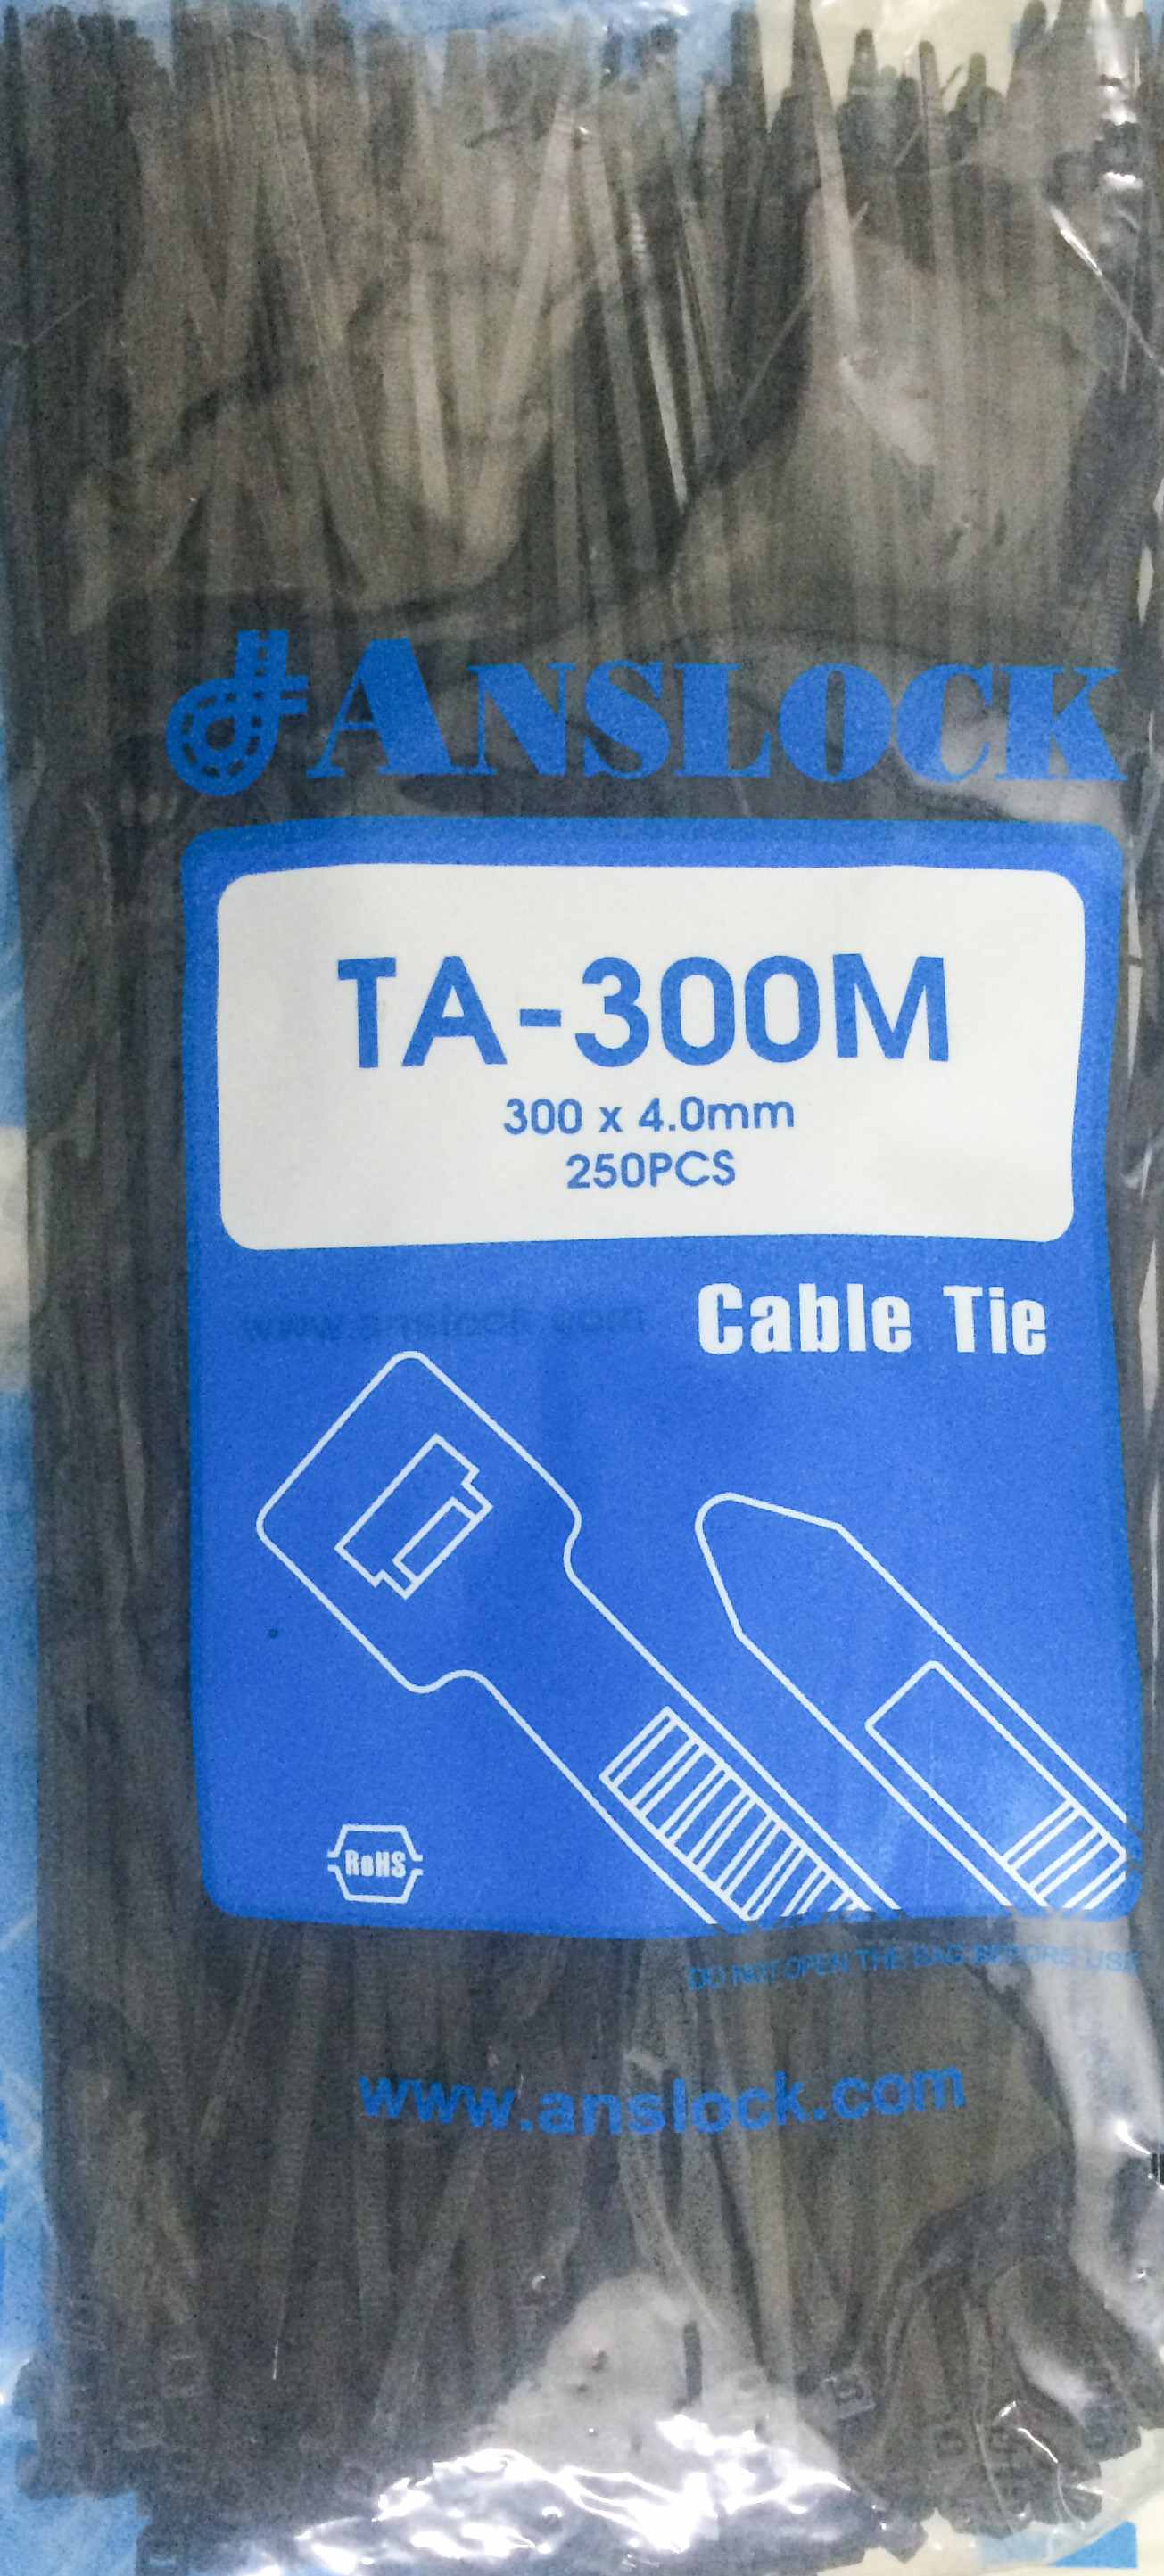 ANSLOCK
TA-300M
300 x 4.0mm
250PCS
Cable Tie
RoHS
DO NOT OPEN THE BAG BEFORE USE
www.anslock.com